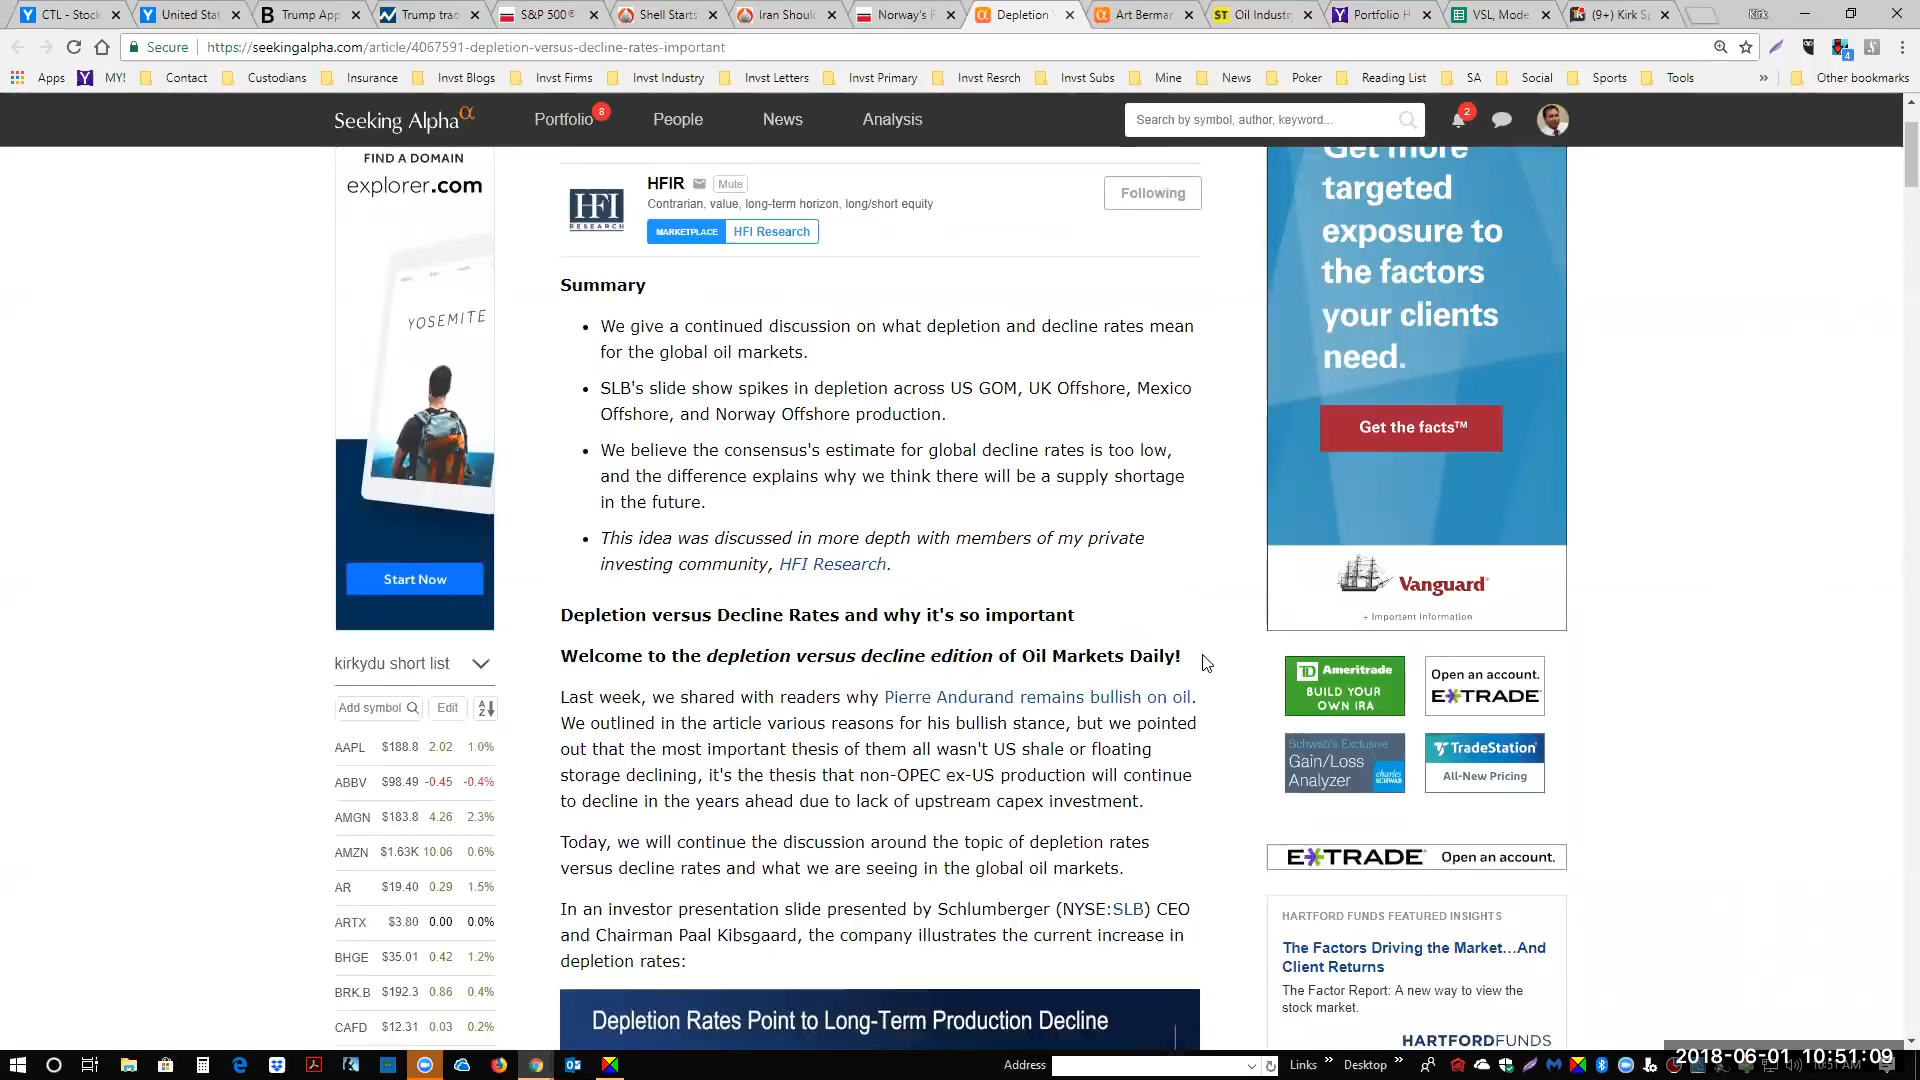 CTL - Stock
United Stat
Trump App
Trump trad
S&P 500®
Shell Starts
Iran Should
Norway's F
Depletion V
Art Berman
Oil Industry
Portfolio H
VSL, Mode
(9+) Kirk Sp
Kirk
Secure
https://seekingalpha.com/article/4067591-depletion-versus-decline-rates-important
Apps
MY!
Contact
Custodians
Insurance
Invst Blogs
Invst Firms
Invst Industry
Invst Letters
Invst Primary
Invst Resrch
Invst Subs
Mine
News
Poker
Reading List
SA
Social
Sports
Tools
»
Other bookmarks
Seeking Alpha α
Portfolio 8
People
News
Analysis
Search by symbol, author, keyword...
2
FIND A DOMAIN
explorer.com
YOSEMITE
Start Now
HFIR
Mute
Contrarian, value, long-term horizon, long/short equity
MARKETPLACE HFI Research
HFI
RESEARCH
Following
Summary
• We give a continued discussion on what depletion and decline rates mean
for the global oil markets.
• SLB's slide show spikes in depletion across US GOM, UK Offshore, Mexico
Offshore, and Norway Offshore production.
• We believe the consensus's estimate for global decline rates is too low,
and the difference explains why we think there will be a supply shortage
in the future.
• This idea was discussed in more depth with members of my private
investing community, HFI Research.
Depletion versus Decline Rates and why it's so important
Welcome to the depletion versus decline edition of Oil Markets Daily!
Last week, we shared with readers why Pierre Andurand remains bullish on oil.
We outlined in the article various reasons for his bullish stance, but we pointed
out that the most important thesis of them all wasn't US shale or floating
storage declining, it's the thesis that non-OPEC ex-US production will continue
to decline in the years ahead due to lack of upstream capex investment.
Today, we will continue the discussion around the topic of depletion rates
versus decline rates and what we are seeing in the global oil markets.
In an investor presentation slide presented by Schlumberger (NYSE:SLB) CEO
and Chairman Paal Kibsgaard, the company illustrates the current increase in
depletion rates:
Depletion Rates Point to Long-Term Production Decline
kirkydu short list
Add symbol
Edit
AZ
AAPL $188.8 2.02 1.0%
ABBV $98.49 -0.45 -0.4%
AMGN $183.8 4.26 2.3%
AMZN $1.63K 10.06 0.6%
AR $19.40 0.29 1.5%
ARTX $3.80 0.00 0.0%
BHGE $35.01 0.42 1.2%
BRK.B $192.3 0.86 0.4%
CAFD $12.31 0.03 0.2%
Get more
targeted
exposure to
the factors
your clients
need.
Get the facts™
Vanguard®
+ Important Information
TD Ameritrade
BUILD YOUR
OWN IRA
Open an account.
E*TRADE®
Schwab's Exclusive
Gain/Loss
Analyzer
charles
SCHWAB
TradeStation®
All-New Pricing
E*TRADE® Open an account.
HARTFORD FUNDS FEATURED INSIGHTS
The Factors Driving the Market…And
Client Returns
The Factor Report: A new way to view the
stock market.
HARTFORDFUNDS
Address
Links »
Desktop »
2018-06-01 10:51:09